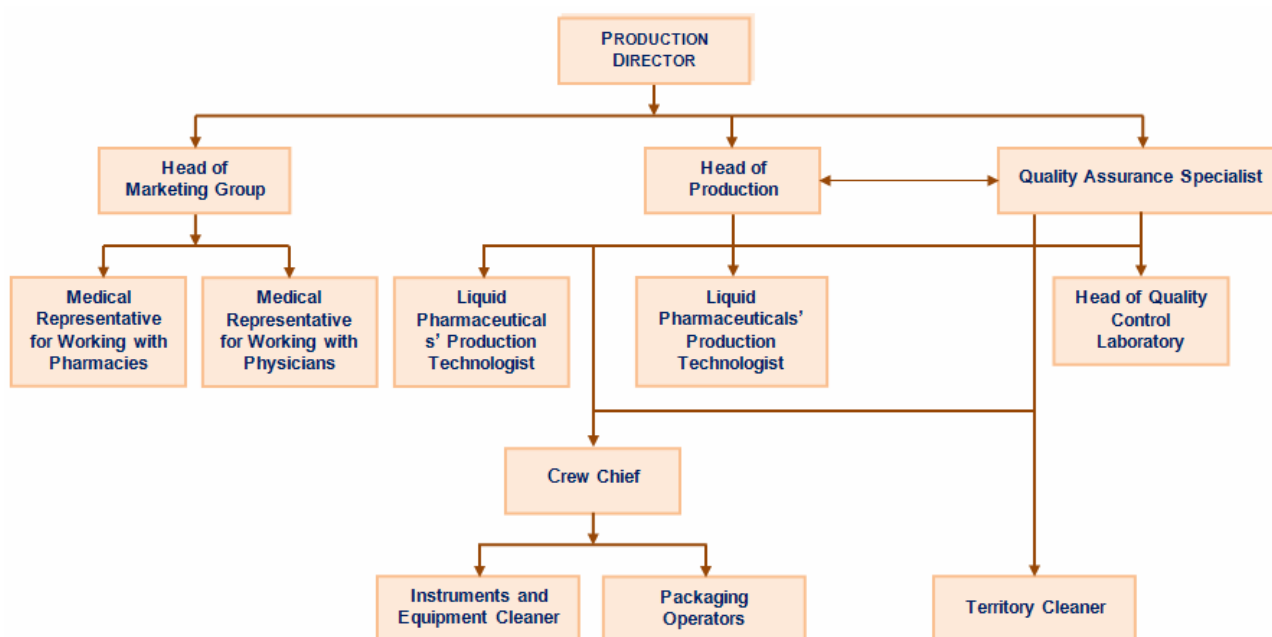 PRODUCTION
DIRECTOR
Head of
Marketing Group
Head of
Production
Quality Assurance Specialist
Medical
Representative
for Working with
Pharmacies
Medical
Representative
for Working with
Physicians
Liquid
Pharmaceutical
s’ Production
Technologist
Liquid
Pharmaceuticals’
Production
Technologist
Head of Quality
Control
Laboratory
Crew Chief
Instruments and
Equipment Cleaner
Packaging
Operators
Territory Cleaner